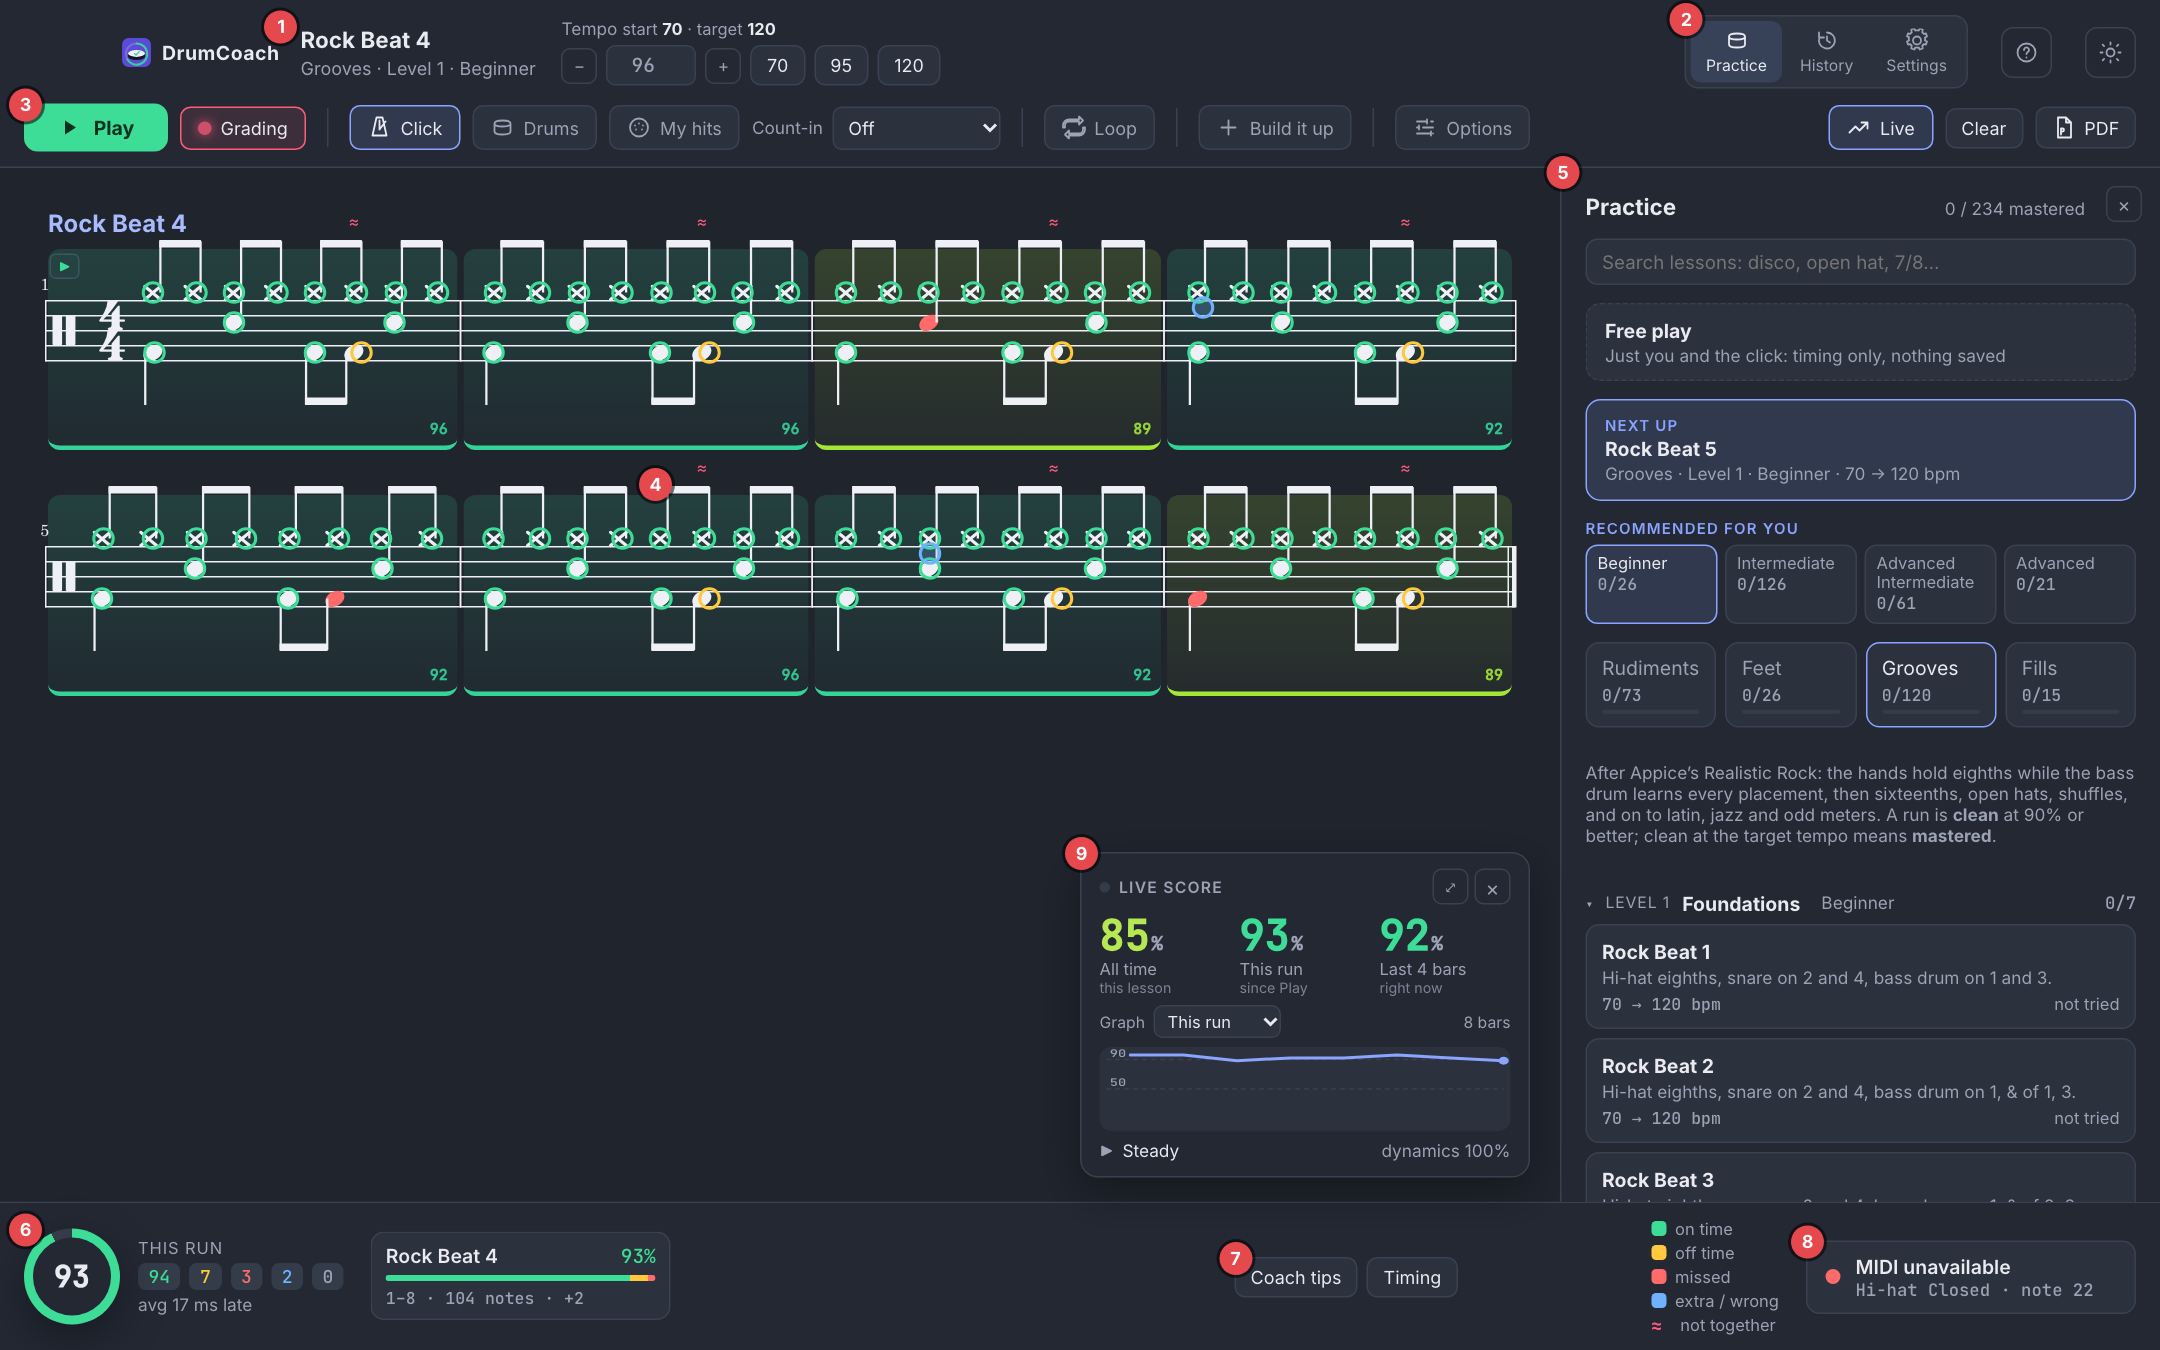 1
DrumCoach
Rock Beat 4
Grooves · Level 1 · Beginner
Tempo start 70 · target 120
−
96
+
70
95
120
2
Practice
History
Settings
3
Play
Grading
Click
Drums
My hits
Count-in
Off
Loop
Build it up
Options
Live
Clear
PDF
Rock Beat 4
≈ ≈ ≈ ≈
1
4
4
96
96
89
92
4
≈ ≈ ≈
5
92
96
92
89
5
Practice
0 / 234 mastered
×
Search lessons: disco, open hat, 7/8...
Free play
Just you and the click: timing only, nothing saved
NEXT UP
Rock Beat 5
Grooves · Level 1 · Beginner · 70 → 120 bpm
RECOMMENDED FOR YOU
Beginner
0/26
Intermediate
0/126
Advanced
Intermediate
0/61
Advanced
0/21
Rudiments
0/73
Feet
0/26
Grooves
0/120
Fills
0/15
After Appice’s Realistic Rock: the hands hold eighths while the bass
drum learns every placement, then sixteenths, open hats, shuffles,
and on to latin, jazz and odd meters. A run is clean at 90% or
better; clean at the target tempo means mastered.
LEVEL 1 Foundations Beginner 0/7
Rock Beat 1
Hi-hat eighths, snare on 2 and 4, bass drum on 1 and 3.
70 → 120 bpm
not tried
Rock Beat 2
Hi-hat eighths, snare on 2 and 4, bass drum on 1, & of 1, 3.
70 → 120 bpm
not tried
Rock Beat 3
9
LIVE SCORE
×
85%
All time
this lesson
93%
This run
since Play
92%
Last 4 bars
right now
Graph
This run
8 bars
90
50
Steady
dynamics 100%
6
93
THIS RUN
94 7 3 2 0
avg 17 ms late
Rock Beat 4 93%
1–8 · 104 notes · +2
7
Coach tips
Timing
on time
off time
missed
extra / wrong
≈ not together
8
MIDI unavailable
Hi-hat Closed · note 22